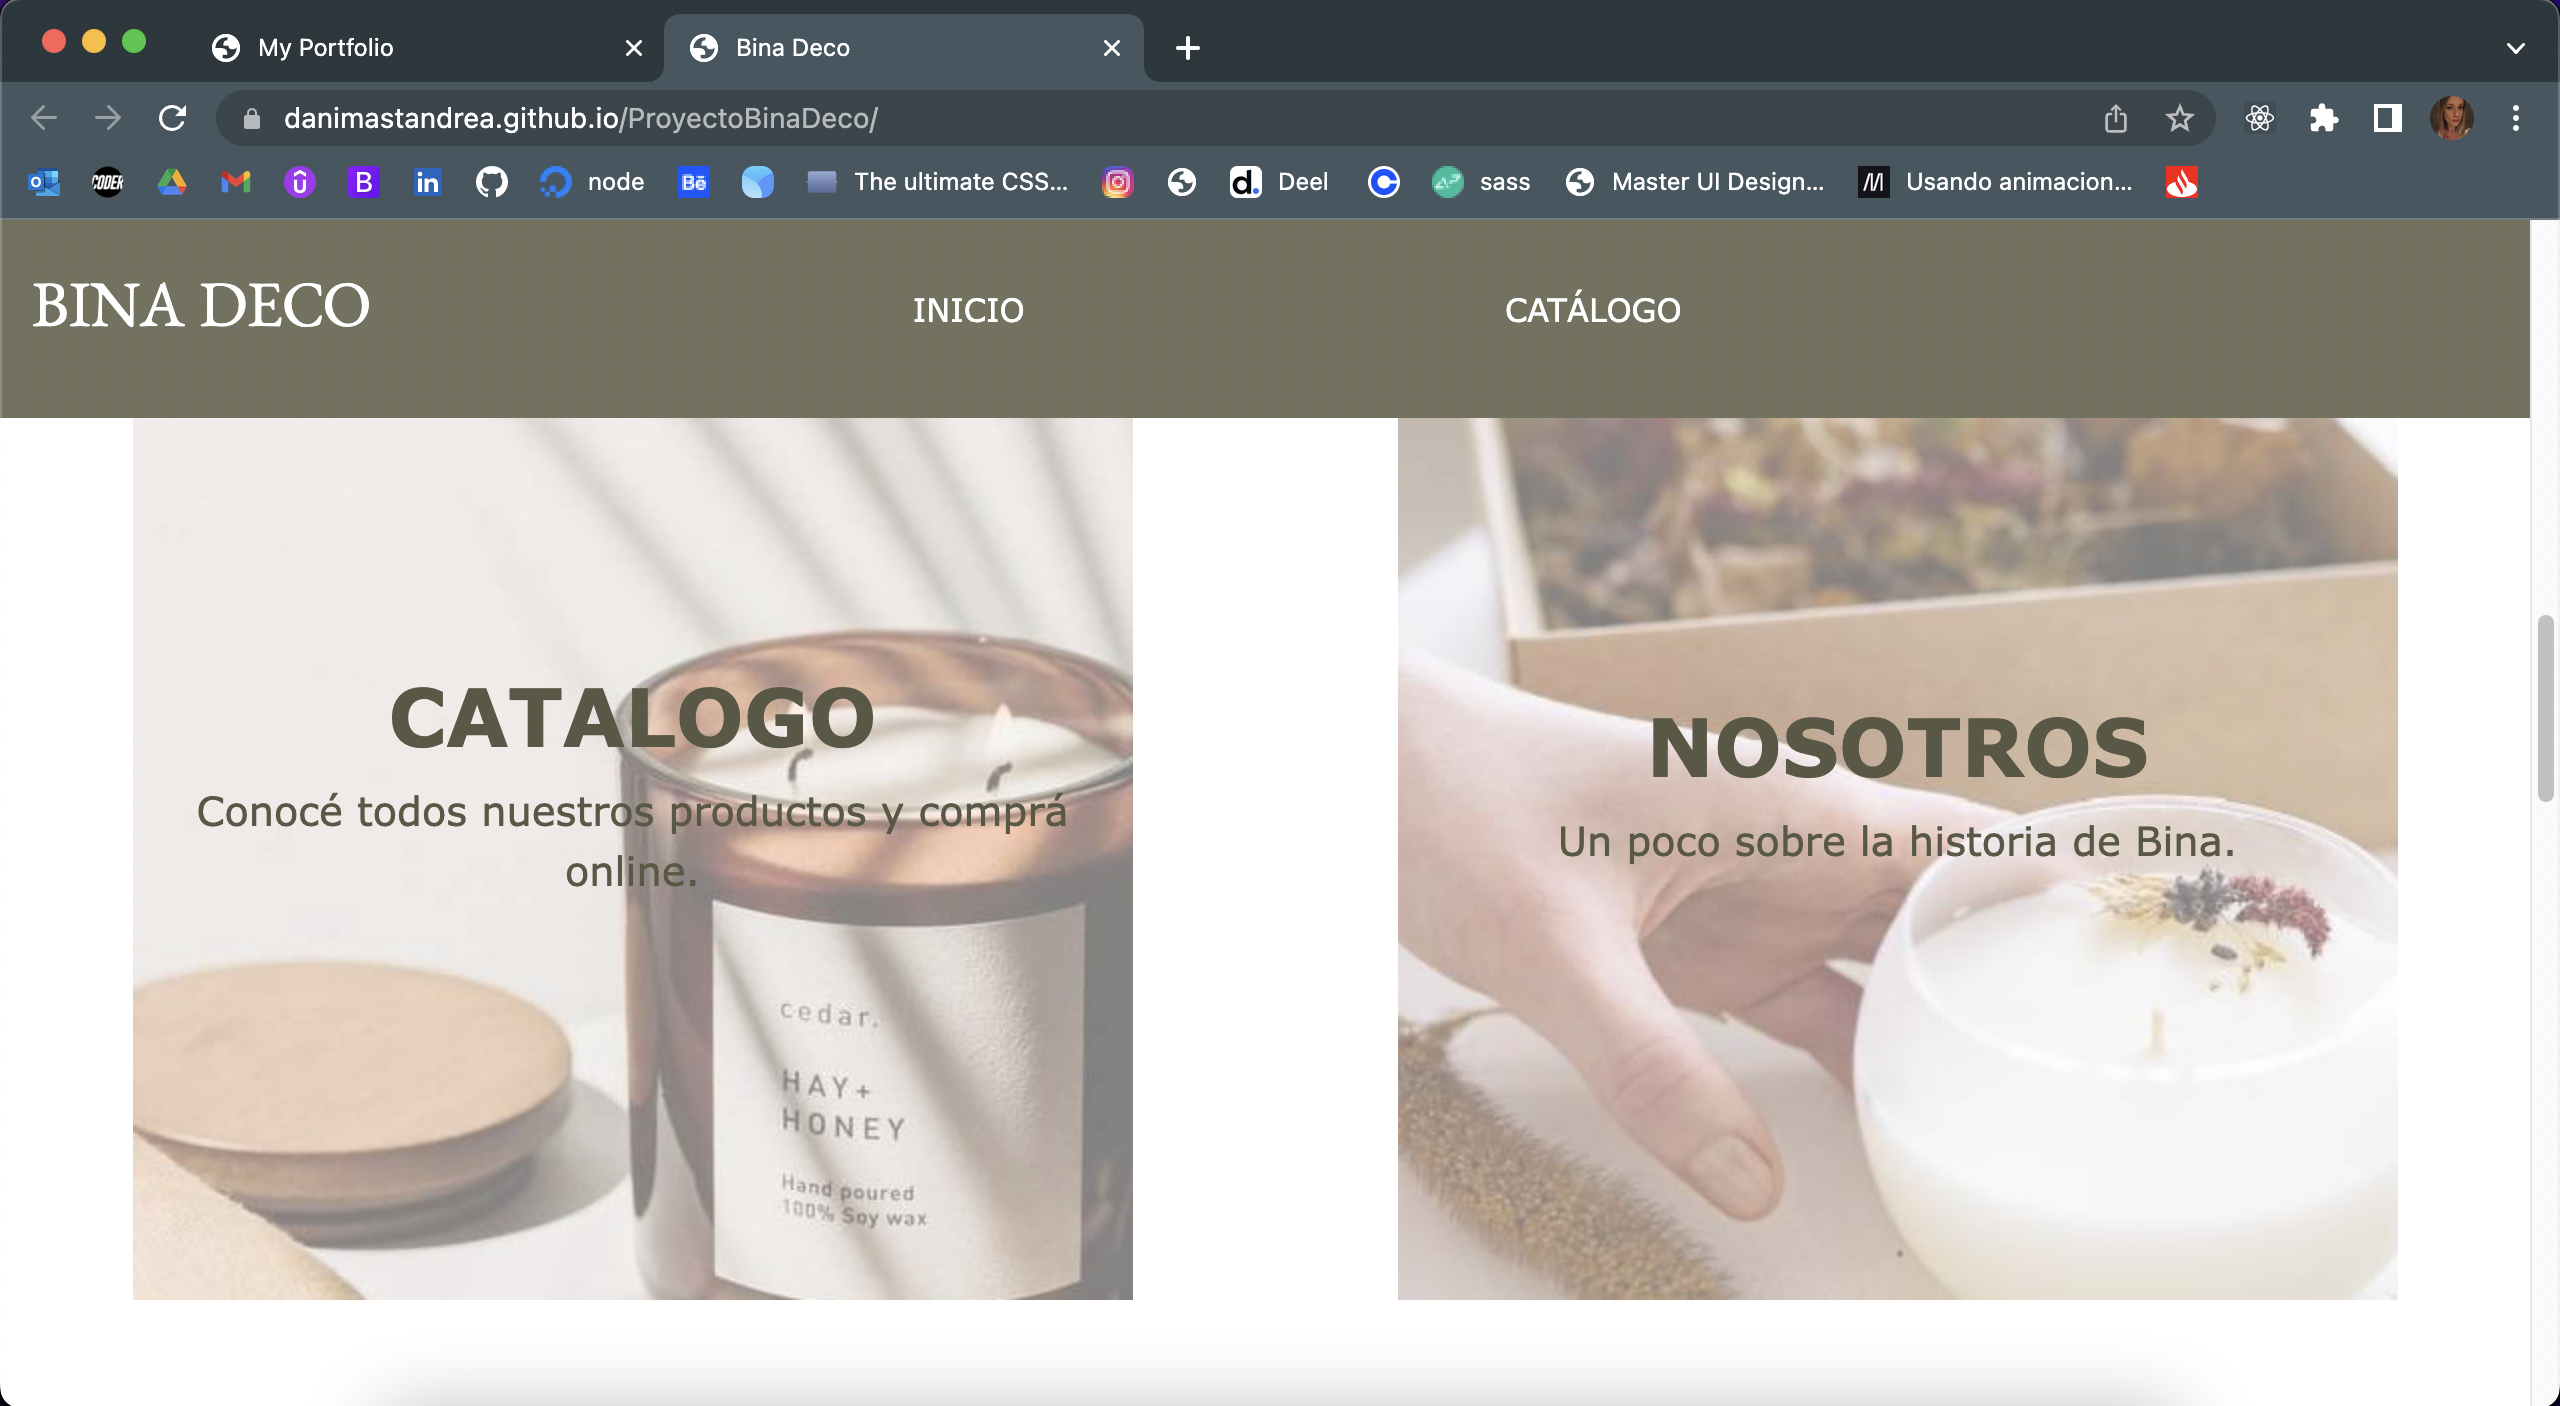 My Portfolio
Bina Deco
danimastandrea.github.io/ProyectoBinaDeco/
CODER
B
in
node
Bē
The ultimate CSS...
d.
Deel
sass
Master UI Design...
Usando animacion...
BINA DECO
INICIO
CATÁLOGO
CATALOGO
Conocé todos nuestros productos y comprá
online.
cedar.
HAY+
HONEY
Hand poured
100% Soy wax
NOSOTROS
Un poco sobre la historia de Bina.